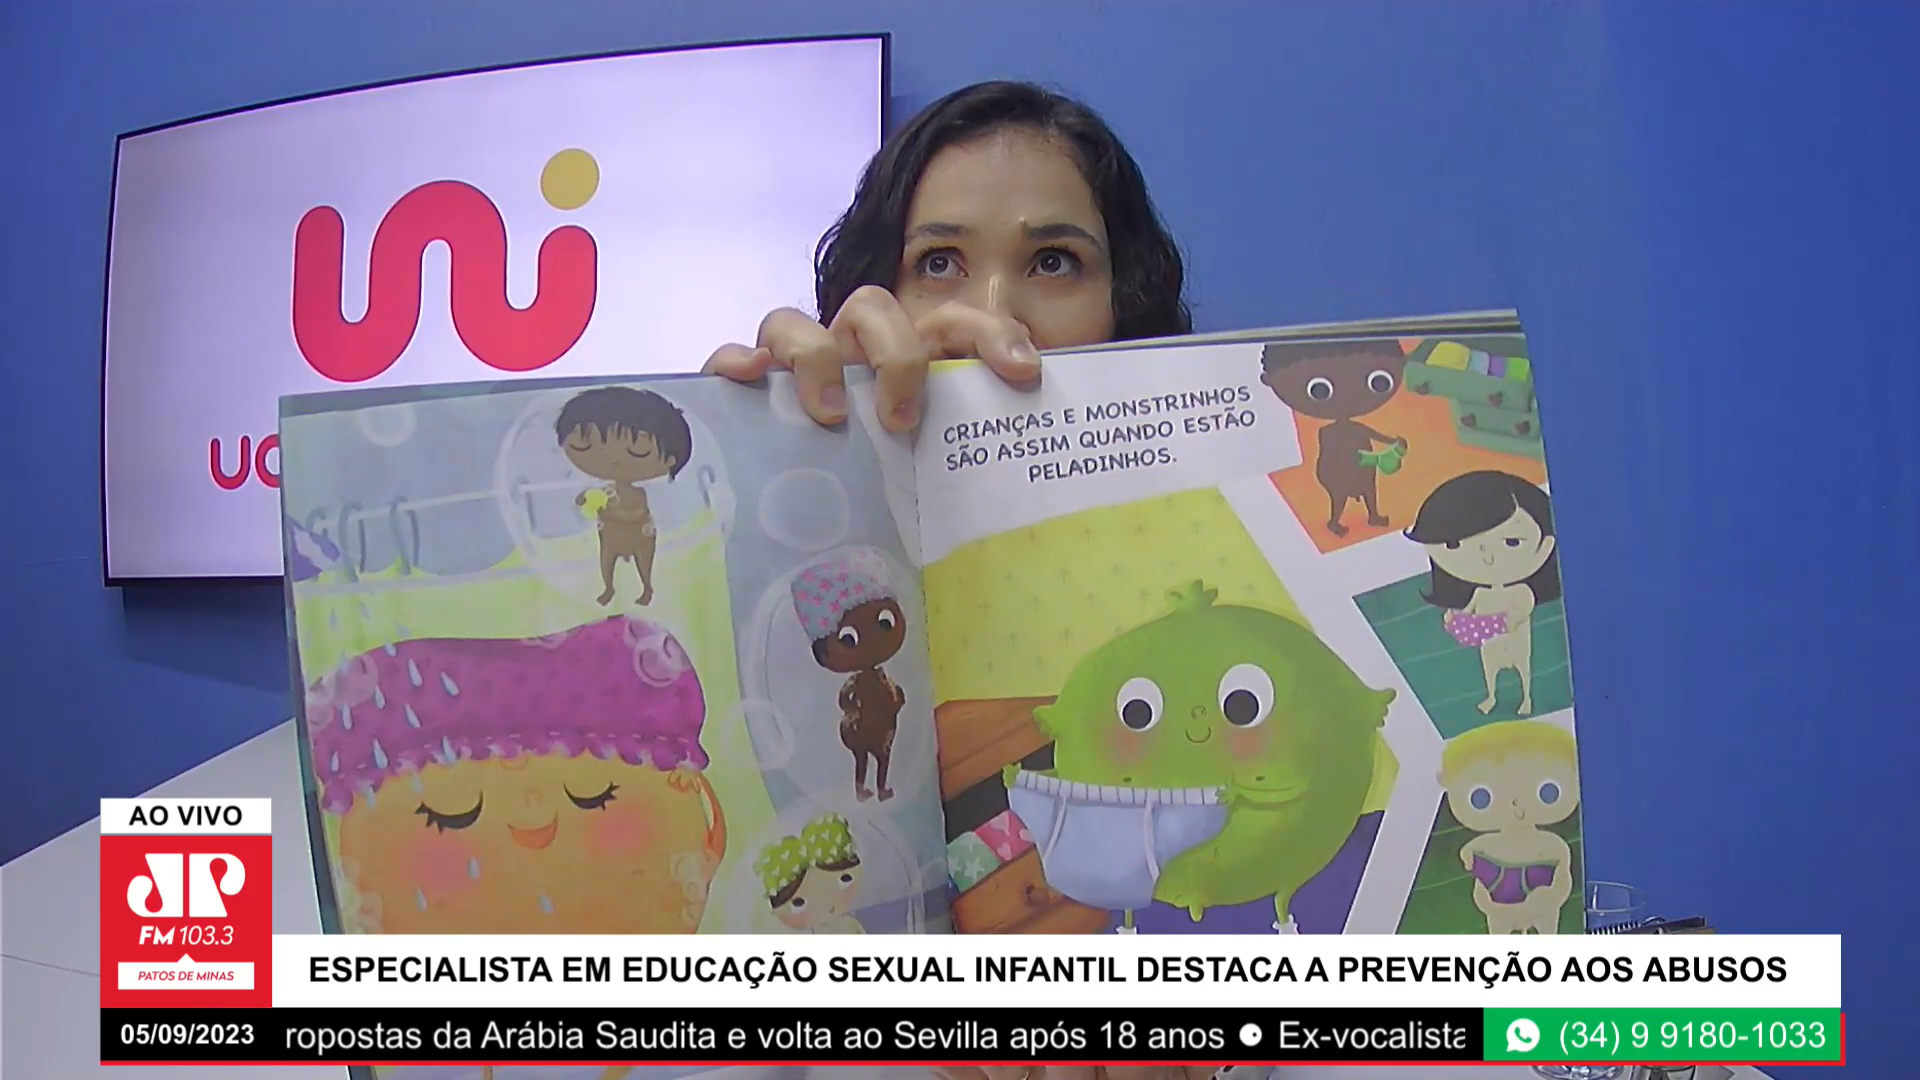 UC
CRIANÇAS E MONSTRINHOS
SÃO ASSIM QUANDO ESTÃO
PELADINHOS.
AO VIVO
JP
FM 103.3
PATOS DE MINAS
ESPECIALISTA EM EDUCAÇÃO SEXUAL INFANTIL DESTACA A PREVENÇÃO AOS ABUSOS
05/09/2023
ropostas da Arábia Saudita e volta ao Sevilla após 18 anos • Ex-vocalista
(34) 9 9180-1033